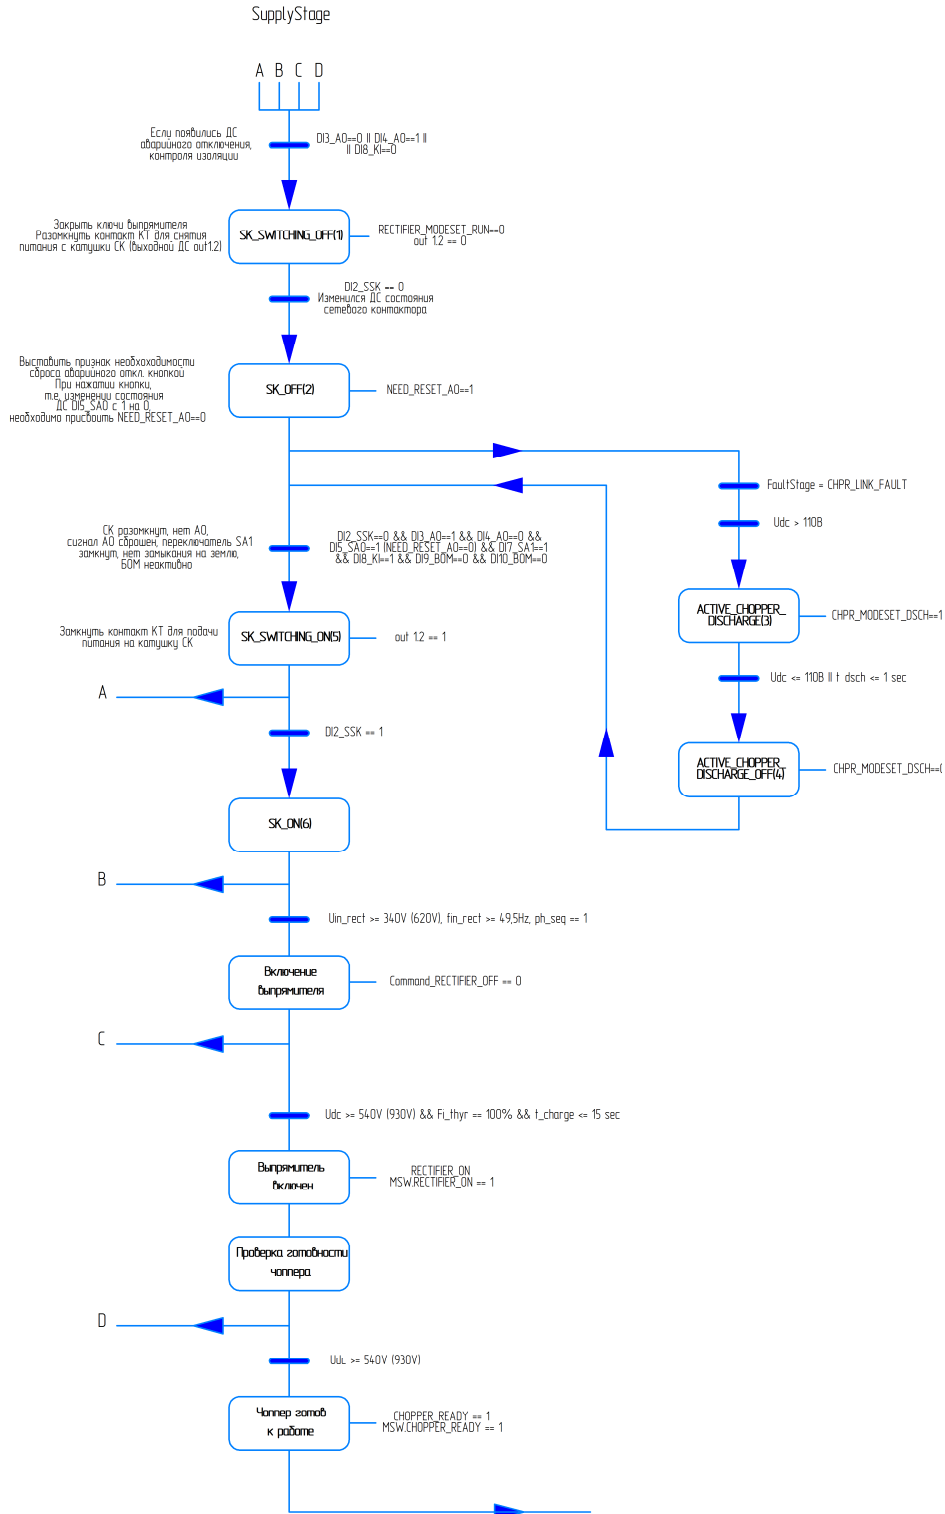 SupplyStage
A B C D
Если появились ДС
аварийного отключения,
контроля изоляции
DI3_AO==0 II DI4_AO==1 II
II DI8_KI==0
Закрыть ключи выпрямителя
Разомкнуть контакт КТ для снятия
питания с катушки СК (выходной ДС out1.2)
SK_SWITCHING_OFF(1)
RECTIFIER_MODESET_RUN==0
out 1.2 == 0
DI2_SSK == 0
Изменился ДС состояния
сетевого контактора
Выставить признак необхоходимости
сброса аварийного откл. кнопкой
При нажатии кнопки,
т.е. изменении состояния
ДС DI5_SAO с 1 на 0,
необходимо присвоить NEED_RESET_AO==0
SK_OFF(2)
NEED_RESET_AO==1
FaultStage = CHPR_LINK_FAULT
Udc > 110В
СК разомкнут, нет АО,
сигнал АО сброшен, переключатель SA1
замкнут, нет замыкания на землю,
БОМ неактивно
DI2_SSK==0 && DI3_AO==1 && DI4_AO==0 &&
DI5_SAO==1 (NEED_RESET_AO==0) && DI7_SA1==1
&& DI8_KI==1 && DI9_BOM==0 && DI10_BOM==0
ACTIVE_CHOPPER_
DISCHARGE(3)
CHPR_MODESET_DSCH==1
Замкнуть контакт КТ для подачи
питания на катушку СК
SK_SWITCHING_ON(5)
out 1.2 == 1
Udc <= 110В II t dsch <= 1 sec
A
DI2_SSK == 1
ACTIVE_CHOPPER_
DISCHARGE_OFF(4)
CHPR_MODESET_DSCH==0
SK_ON(6)
B
Uin_rect >= 340V (620V), fin_rect >= 49,5Hz, ph_seq == 1
Включение
выпрямителя
Command_RECTIFIER_OFF == 0
C
Udc >= 540V (930V) && Fi_thyr == 100% && t_charge <= 15 sec
Выпрямитель
включен
RECTIFIER_ON
MSW.RECTIFIER_ON == 1
Проверка готовности
чоппера
D
Udc >= 540V (930V)
Чоппер готов
к работе
CHOPPER_READY == 1
MSW.CHOPPER_READY == 1